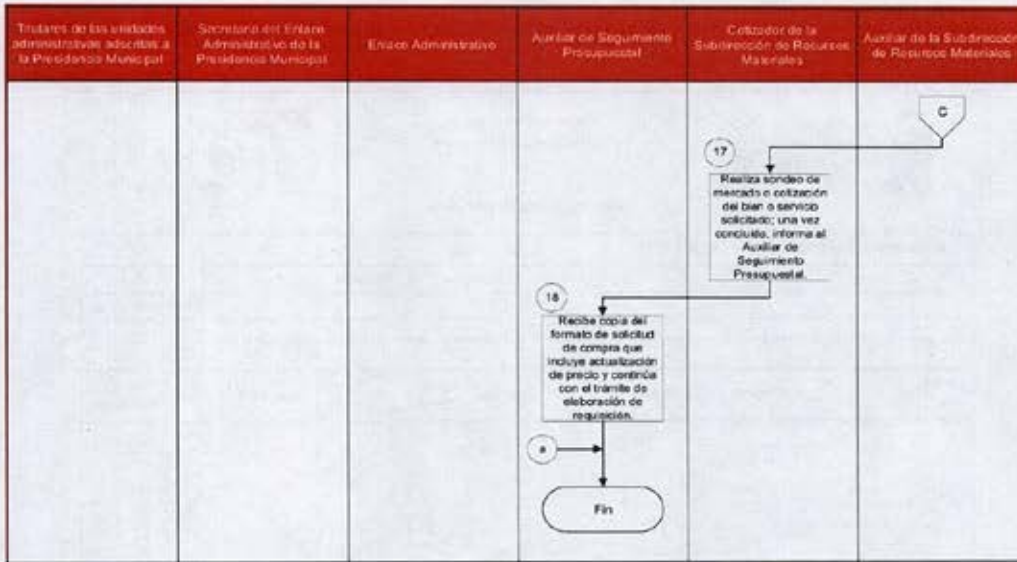 Titulares de las unidades
administrativas adscritas a
la Presidencia Municipal
Secretaria del Enlace
Administrativo de la
Presidencia Municipal
Enlace Administrativo
Auxiliar de Seguimiento
Presupuestal
Cotizador de la
Subdirección de Recursos
Materiales
Auxiliar de la Subdirección
de Recursos Materiales
C
17
Realiza sondeo de
mercado o cotización
del bien o servicio
solicitado; una vez
concluido, informa al
Auxiliar de
Seguimiento
Presupuestal.
18
Recibe copia del
formato de solicitud
de compra que
incluye actualización
de precio y continúa
con el trámite de
elaboración de
requisición.
a
Fin